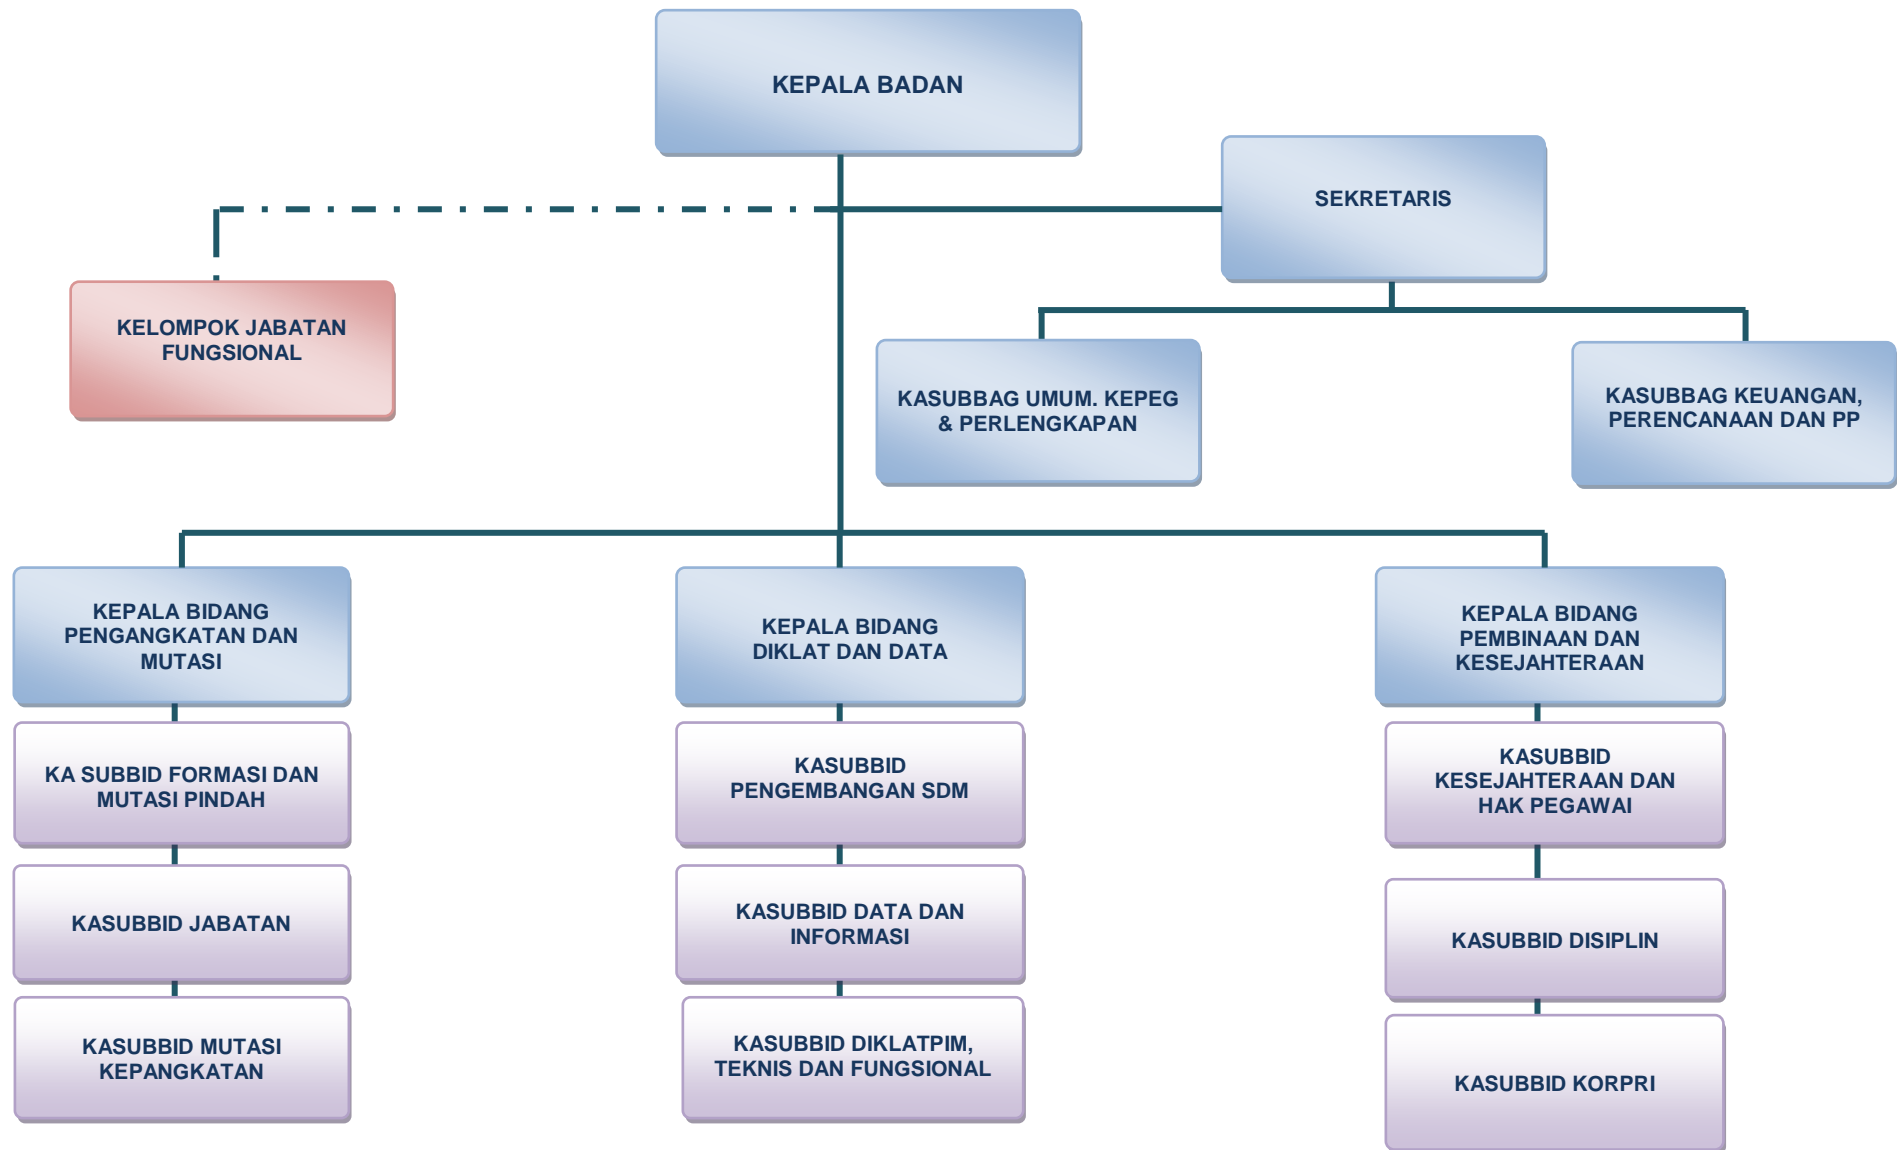 KEPALA BADAN
SEKRETARIS
KELOMPOK JABATAN
FUNGSIONAL
KASUBBAG UMUM. KEPEG
& PERLENGKAPAN
KASUBBAG KEUANGAN,
PERENCANAAN DAN PP
KEPALA BIDANG
PENGANGKATAN DAN
MUTASI
KEPALA BIDANG
DIKLAT DAN DATA
KEPALA BIDANG
PEMBINAAN DAN
KESEJAHTERAAN
KA SUBBID FORMASI DAN
MUTASI PINDAH
KASUBBID
PENGEMBANGAN SDM
KASUBBID
KESEJAHTERAAN DAN
HAK PEGAWAI
KASUBBID JABATAN
KASUBBID DATA DAN
INFORMASI
KASUBBID DISIPLIN
KASUBBID MUTASI
KEPANGKATAN
KASUBBID DIKLATPIM,
TEKNIS DAN FUNGSIONAL
KASUBBID KORPRI